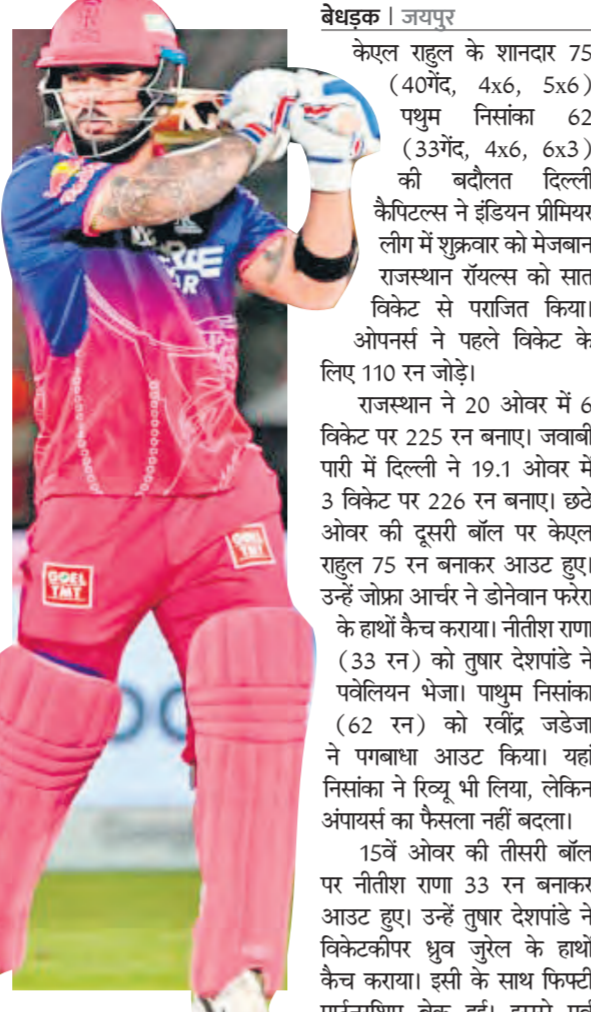 बेधड़क | जयपुर
केएल राहुल के शानदार 75
(40गेंद, 4x6, 5x6)
पथुम निसांका 62
(33गेंद, 4x6, 6x3)
की बदौलत दिल्ली
कैपिटल्स ने इंडियन प्रीमियर
लीग में शुक्रवार को मेजबान
राजस्थान रॉयल्स को सात
विकेट से पराजित किया।
ओपनर्स ने पहले विकेट के
लिए 110 रन जोड़े।
राजस्थान ने 20 ओवर में 6
विकेट पर 225 रन बनाए। जवाबी
पारी में दिल्ली ने 19.1 ओवर में
3 विकेट पर 226 रन बनाए। छठे
ओवर की दूसरी बॉल पर केएल
राहुल 75 रन बनाकर आउट हुए।
उन्हें जोफ्रा आर्चर ने डोनेवान फरेरा
के हाथों कैच कराया। नीतीश राणा
(33 रन) को तुषार देशपांडे ने
पवेलियन भेजा। पाथुम निसांका
(62 रन) को रवींद्र जडेजा
ने पगबाधा आउट किया। यहां
निसांका ने रिव्यू भी लिया, लेकिन
अंपायर्स का फैसला नहीं बदला।
15वें ओवर की तीसरी बॉल
पर नीतीश राणा 33 रन बनाकर
आउट हुए। उन्हें तुषार देशपांडे ने
विकेटकीपर ध्रुव जुरेल के हाथों
कैच कराया। इसी के साथ फिफ्टी
GOEL
TMT
GOEL
TMT